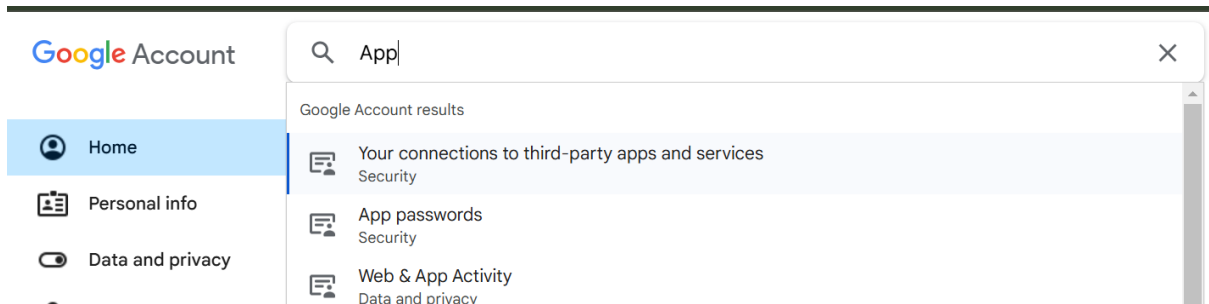 Google Account
App
Google Account results
Home
Your connections to third-party apps and services
Security
Personal info
App passwords
Security
Data and privacy
Web & App Activity
Data and privacy